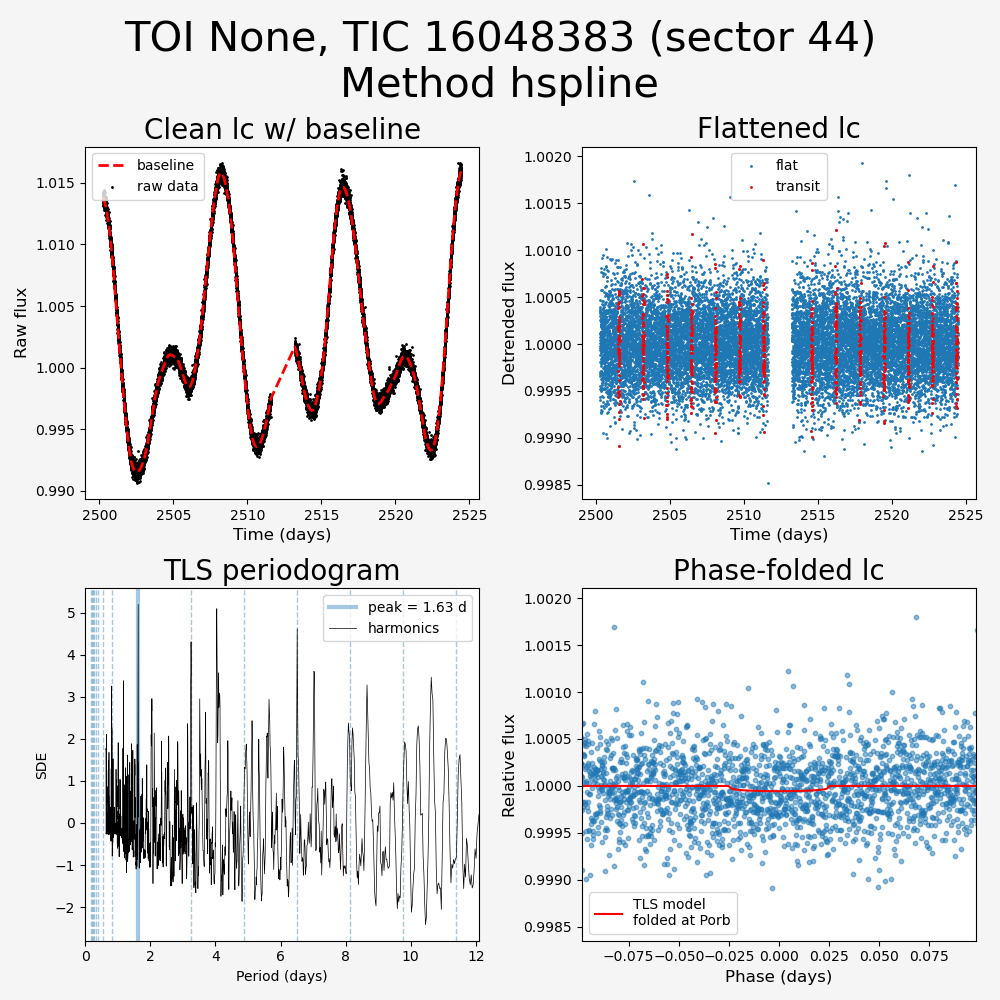 TOI None, TIC 16048383 (sector 44)
Method hspline
Clean lc w/ baseline
baseline
raw data
1.015
1.010
1.005
1.000
0.995
0.990
Raw flux
2500
2505
2510
2515
2520
2525
Time (days)
Flattened lc
flat
transit
1.0020
1.0015
1.0010
1.0005
1.0000
0.9995
0.9990
0.9985
Detrended flux
2500
2505
2510
2515
2520
2525
Time (days)
TLS periodogram
peak = 1.63 d
harmonics
5
4
3
2
1
0
−1
−2
SDE
0
2
4
6
8
10
12
Period (days)
Phase-folded lc
1.0020
1.0015
1.0010
1.0005
1.0000
0.9995
0.9990
0.9985
Relative flux
TLS model
folded at Porb
−0.075
−0.050
−0.025
0.000
0.025
0.050
0.075
Phase (days)